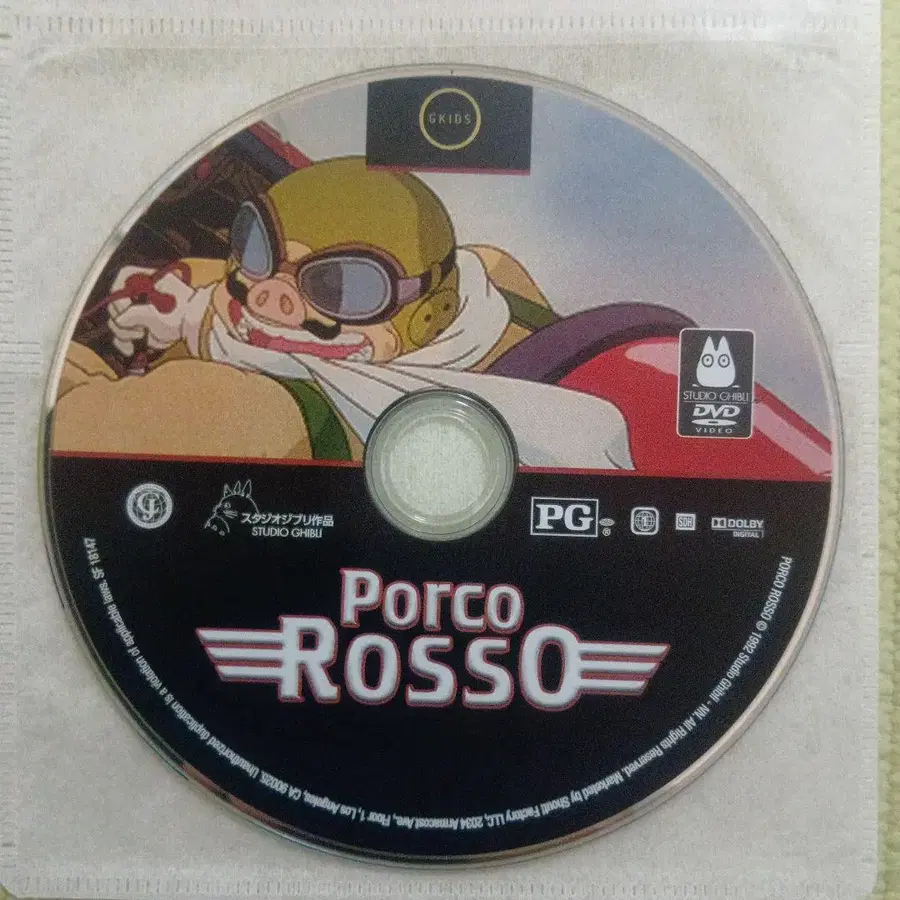 GKIDS
STUDIO GHIBLI
DVD
VIDEO
スタジオジブリ作品
STUDIO GHIBLI
PG
®
DOLBY
DIGITAL
PORCO
ROSSO
PORCO ROSSO © 1992 Studio Ghibli - NN. All Rights Reserved. Marketed by Shout! Factory LLC, 2034 Armacost Ave, Floor 1, Los Angeles, CA 90025. Unauthorized duplication is a violation of applicable laws. SF 18147